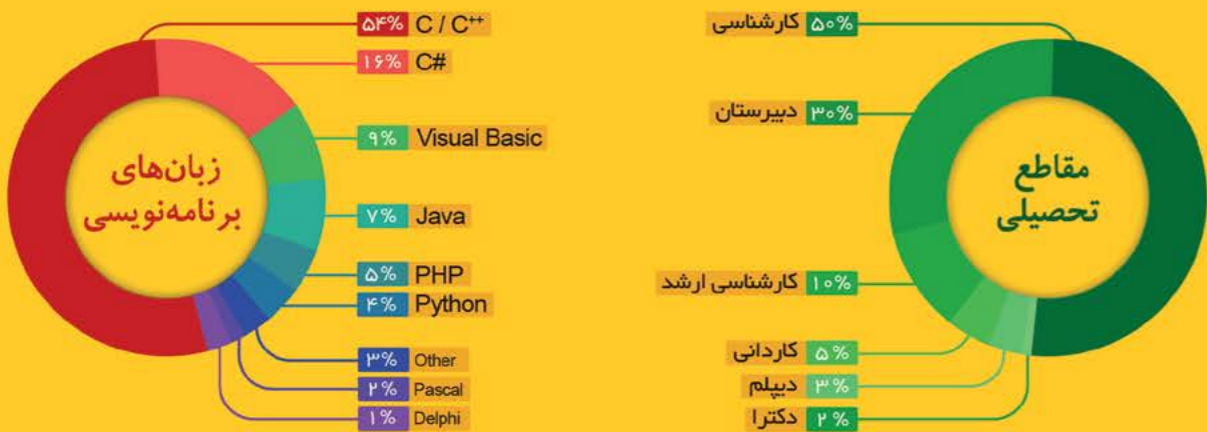 مقاطع
تحصیلی
کارشناسی ۵۰%
دبیرستان ۳۰%
کارشناسی ارشد ۱۰%
کاردانی ۵%
دیپلم ۳%
دکترا ۲%
زبان‌های
برنامه‌نویسی
۵۴% C / C++
۱۶% C#
۹% Visual Basic
۷% Java
۵% PHP
۴% Python
۳% Other
۲% Pascal
۱% Delphi